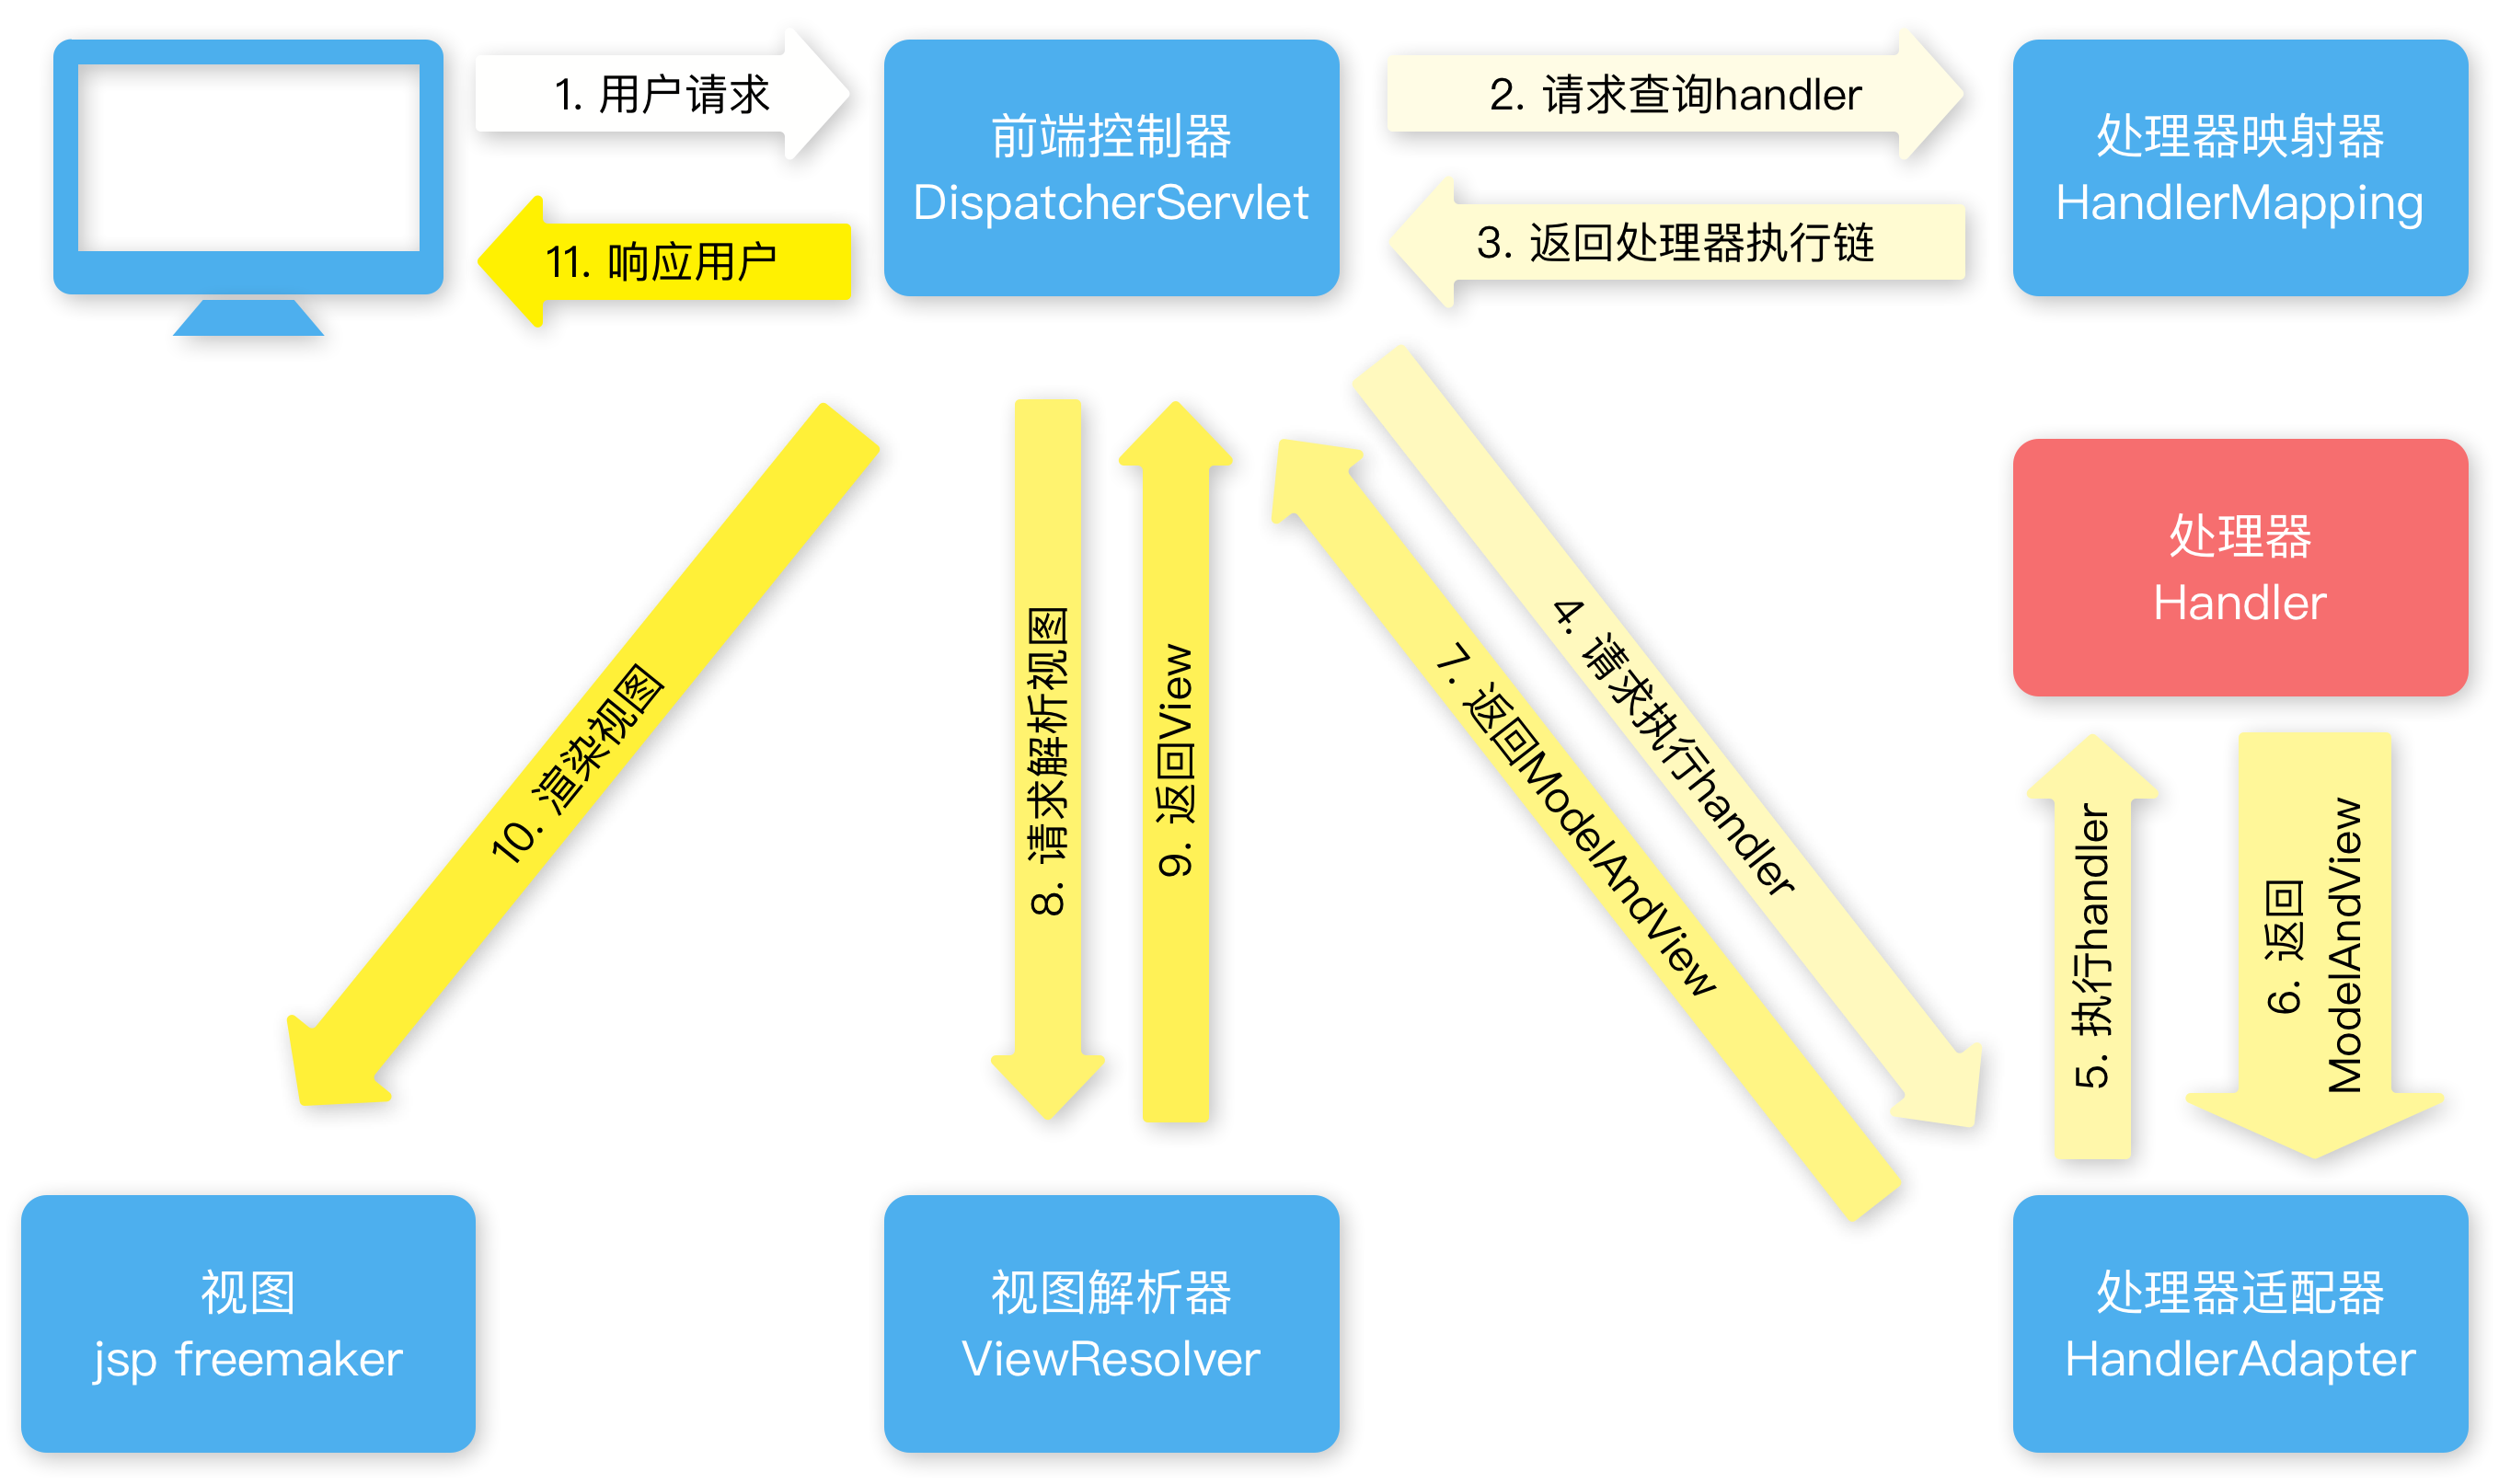 1. 用户请求
前端控制器
DispatcherServlet
2. 请求查询handler
处理器映射器
HandlerMapping
11. 响应用户
3. 返回处理器执行链
处理器
Handler
10. 渲染视图
8. 请求解析视图
9. 返回View
7. 返回ModelAndView
4. 请求执行handler
5. 执行handler
6. 返回
ModelAndView
视图
jsp freemaker
视图解析器
ViewResolver
处理器适配器
HandlerAdapter